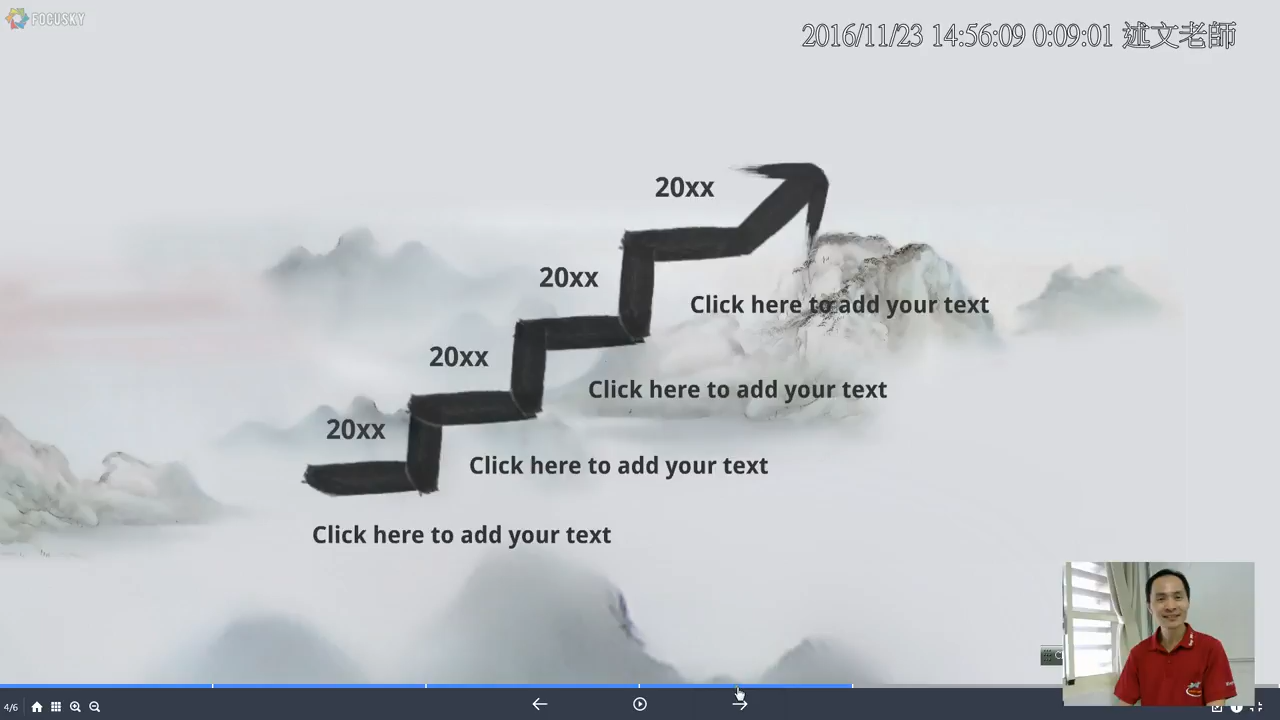 FOCUSKY
2016/11/23 14:56:09 0:09:01 述文老師
20xx
20xx
Click here to add your text
20xx
Click here to add your text
20xx
Click here to add your text
Click here to add your text
4/6